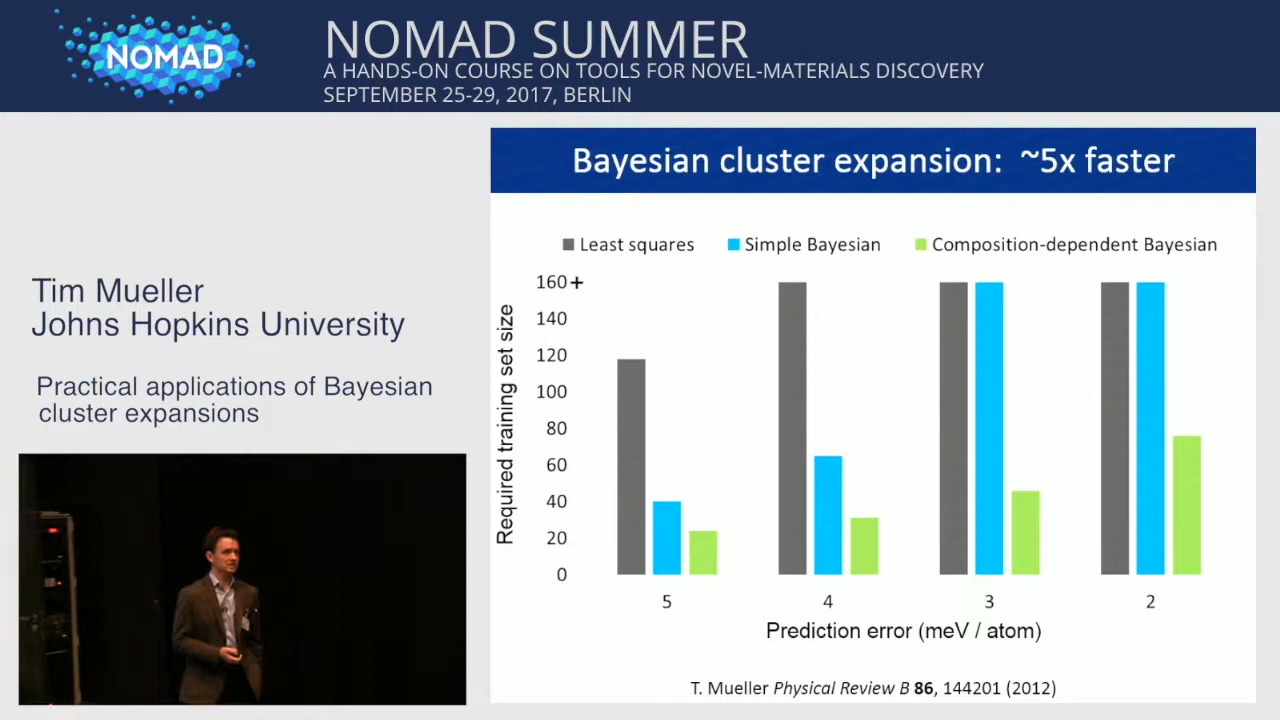 NOMAD
NOMAD SUMMER
A HANDS-ON COURSE ON TOOLS FOR NOVEL-MATERIALS DISCOVERY
SEPTEMBER 25-29, 2017, BERLIN
Tim Mueller
Johns Hopkins University
Practical applications of Bayesian
cluster expansions
Bayesian cluster expansion: ~5x faster
Least squares
Simple Bayesian
Composition-dependent Bayesian
Required training set size
160+
140
120
100
80
60
40
20
0
5
4
3
2
Prediction error (meV / atom)
T. Mueller Physical Review B 86, 144201 (2012)